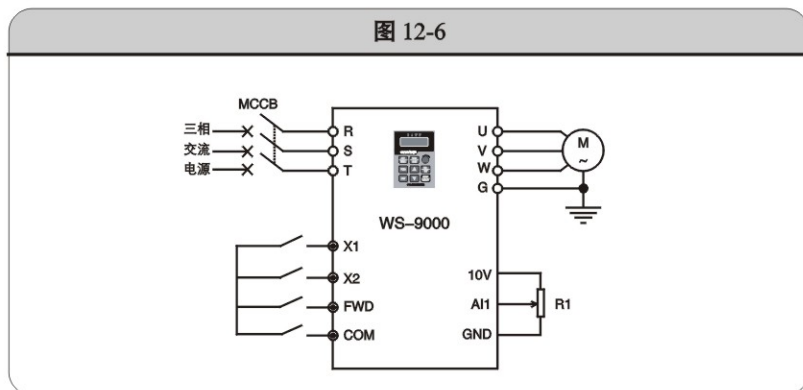 图 12-6
MCCB
三相
交流
电源
R
S
T
U
V
W
G
M
~
WS–9000
X1
X2
FWD
COM
10V
AI1
GND
R1